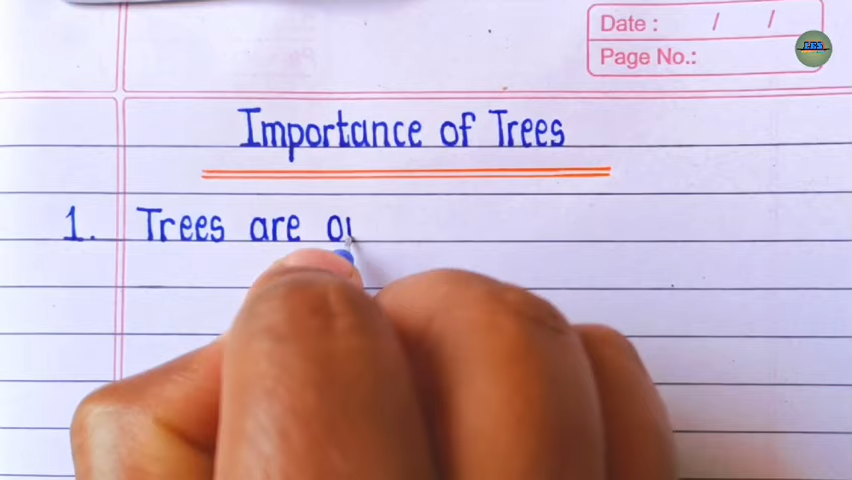 Date :      /      /
Page No.:
Importance of Trees
1. Trees are